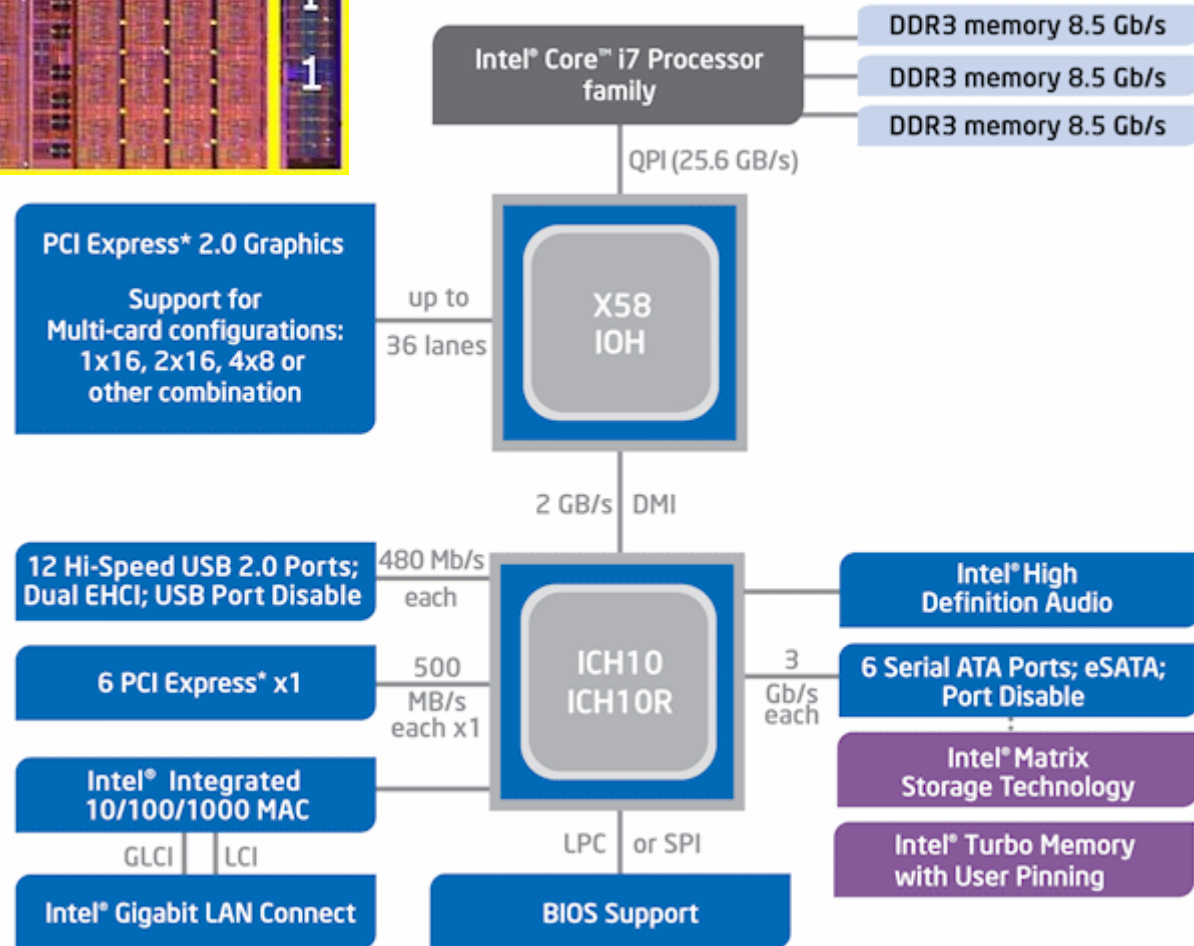 1
Intel® Core™ i7 Processor
family
DDR3 memory 8.5 Gb/s
DDR3 memory 8.5 Gb/s
DDR3 memory 8.5 Gb/s
QPI (25.6 GB/s)
PCI Express* 2.0 Graphics
Support for
Multi-card configurations:
1x16, 2x16, 4x8 or
other combination
up to
36 lanes
X58
IOH
2 GB/s DMI
12 Hi-Speed USB 2.0 Ports;
Dual EHCI; USB Port Disable
480 Mb/s
each
6 PCI Express* x1
500
MB/s
each x1
Intel® Integrated
10/100/1000 MAC
GLCI LCI
Intel® Gigabit LAN Connect
ICH10
ICH10R
Intel® High
Definition Audio
3
Gb/s
each
6 Serial ATA Ports; eSATA;
Port Disable
Intel® Matrix
Storage Technology
Intel® Turbo Memory
with User Pinning
LPC or SPI
BIOS Support